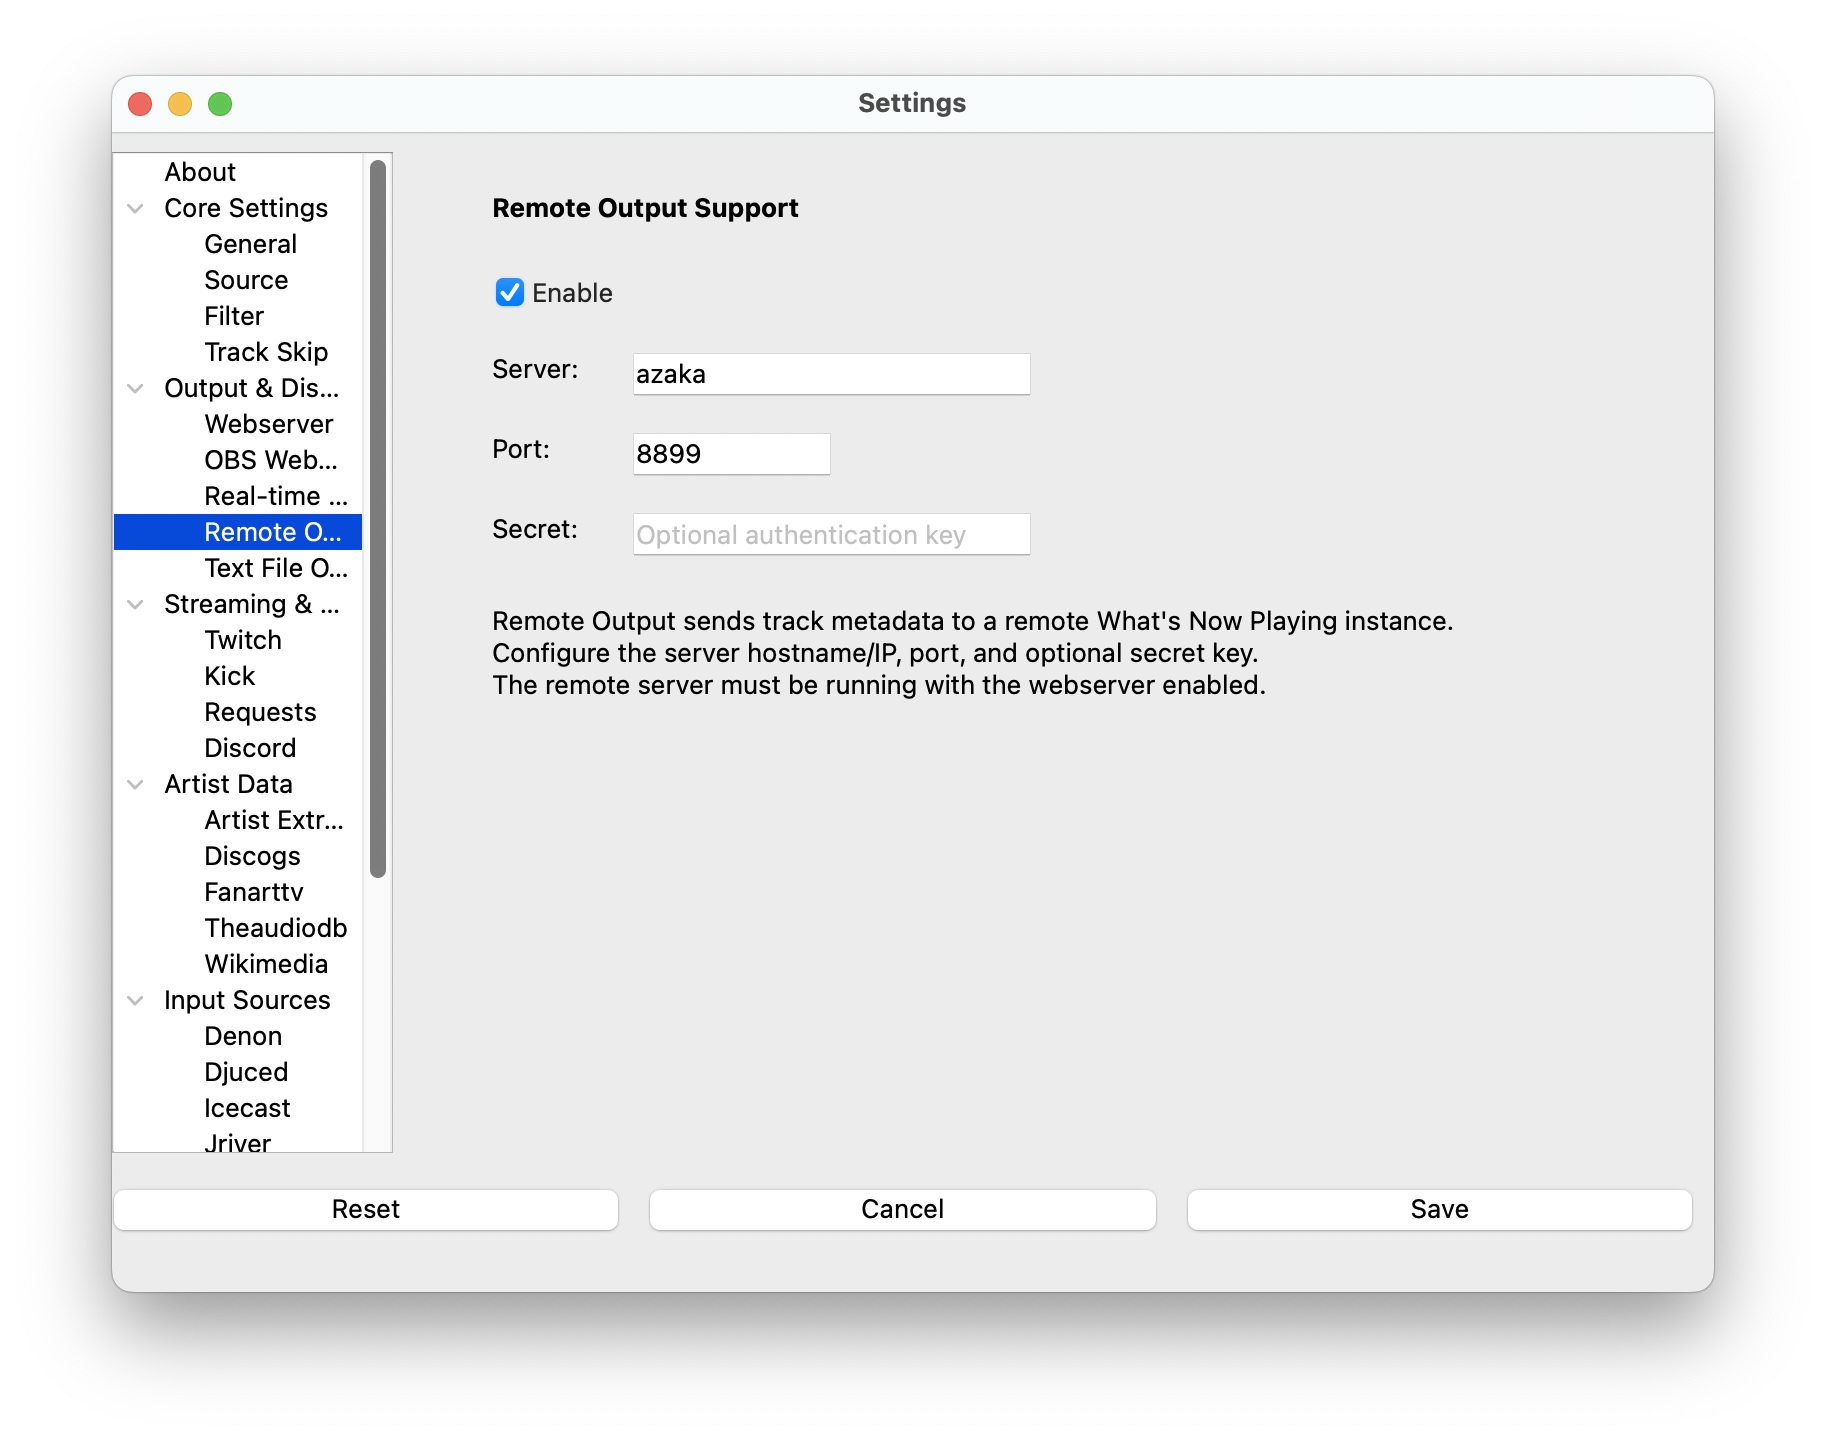 Settings
About
Core Settings
General
Source
Filter
Track Skip
Output & Dis...
Webserver
OBS Web...
Real-time ...
Remote O...
Text File O...
Streaming & ...
Twitch
Kick
Requests
Discord
Artist Data
Artist Extr...
Discogs
Fanarttv
Theaudiodb
Wikimedia
Input Sources
Denon
Djuced
Icecast
Jriver
Remote Output Support
Enable
Server: azaka
Port: 8899
Secret: Optional authentication key
Remote Output sends track metadata to a remote What's Now Playing instance.
Configure the server hostname/IP, port, and optional secret key.
The remote server must be running with the webserver enabled.
Reset Cancel Save